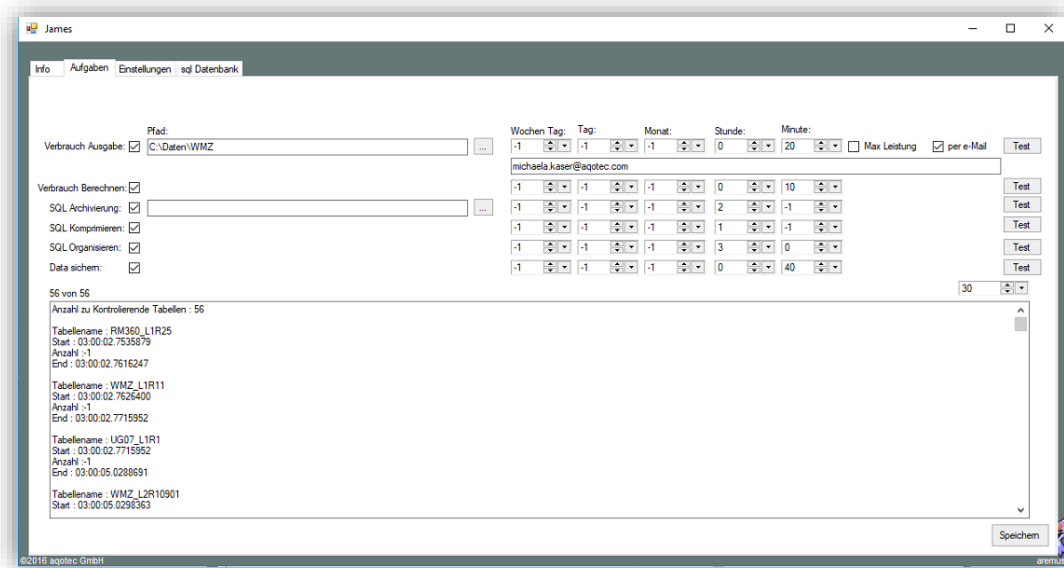 James
Info Aufgaben Einstellungen sql Datenbank
Pfad: Wochen Tag: Tag: Monat: Stunde: Minute:
Verbrauch Ausgabe: C:\Daten\WMZ ... -1 -1 -1 0 20 Max Leistung per e-Mail Test
michaela.kaser@aqotec.com
Verbrauch Berechnen: -1 -1 -1 0 10 Test
SQL Archivierung: ... -1 -1 -1 2 -1 Test
SQL Komprimieren: -1 -1 -1 1 -1 Test
SQL Organisieren: -1 -1 -1 3 0 Test
Data sichern: -1 -1 -1 0 40 Test
56 von 56 30
Anzahl zu Kontrolierende Tabellen : 56
Tabellename : RM360_L1R25
Start : 03:00:02.7535879
Anzahl :-1
End : 03:00:02.7616247
Tabellename : WMZ_L1R11
Start : 03:00:02.7626400
Anzahl :-1
End : 03:00:02.7715952
Tabellename : UG07_L1R1
Start : 03:00:02.7715952
Anzahl :-1
End : 03:00:05.0288691
Tabellename : WMZ_L2R10901
Start : 03:00:05.0298363
Speichern
©2016 aqotec GmbH aremus